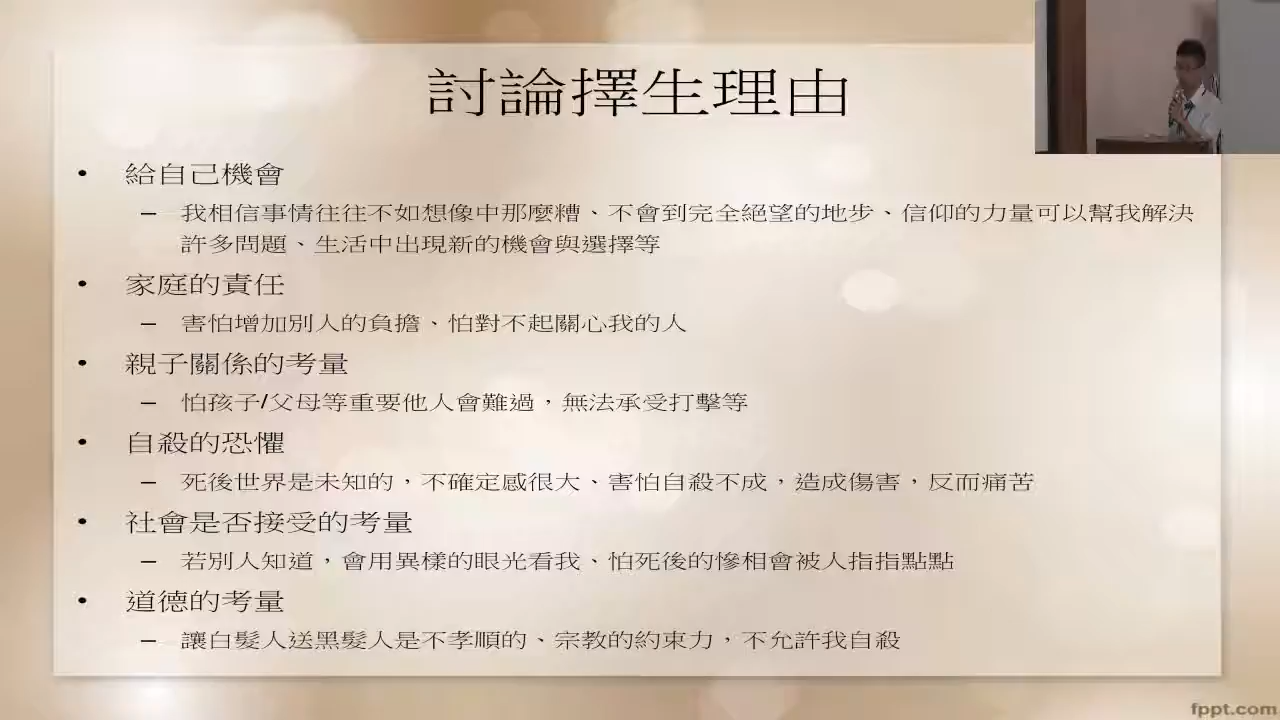 討論擇生理由
• 給自己機會
– 我相信事情往往不如想像中那麼糟、不會到完全絕望的地步、信仰的力量可以幫我解決
許多問題、生活中出現新的機會與選擇等
• 家庭的責任
– 害怕增加別人的負擔、怕對不起關心我的人
• 親子關係的考量
– 怕孩子/父母等重要他人會難過，無法承受打擊等
• 自殺的恐懼
– 死後世界是未知的，不確定感很大、害怕自殺不成，造成傷害，反而痛苦
• 社會是否接受的考量
– 若別人知道，會用異樣的眼光看我、怕死後的慘相會被人指指點點
• 道德的考量
– 讓白髮人送黑髮人是不孝順的、宗教的約束力，不允許我自殺
fppt.com